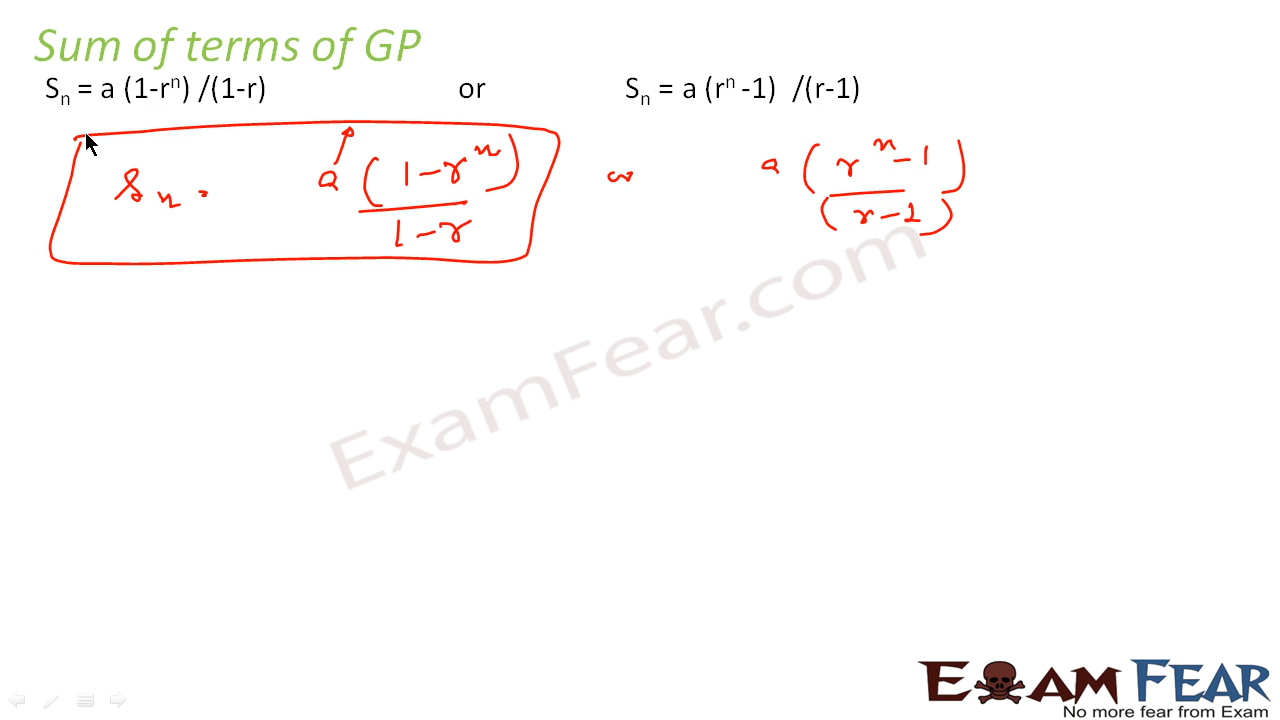 Sum of terms of GP
Sₙ = a (1-rⁿ) /(1-r) or Sₙ = a (rⁿ -1) /(r-1)
Sₙ = a (1-rⁿ) / 1-r or a (rⁿ-1) / (r-1)
ExamFear.com
EXAM FEAR
No more fear from Exam